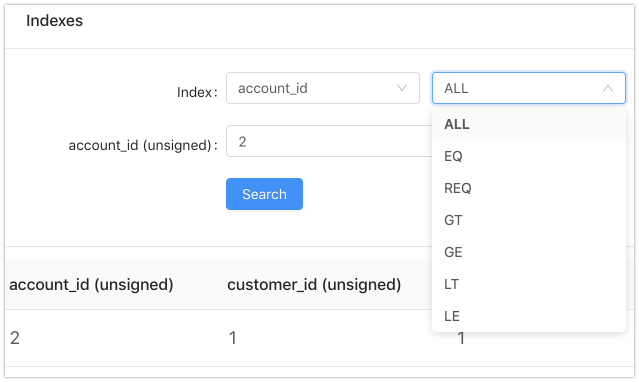 Indexes
Index: account_id ALL
account_id (unsigned): 2
Search
ALL
EQ
REQ
GT
GE
LT
LE
account_id (unsigned) customer_id (unsigned)
2 1 1